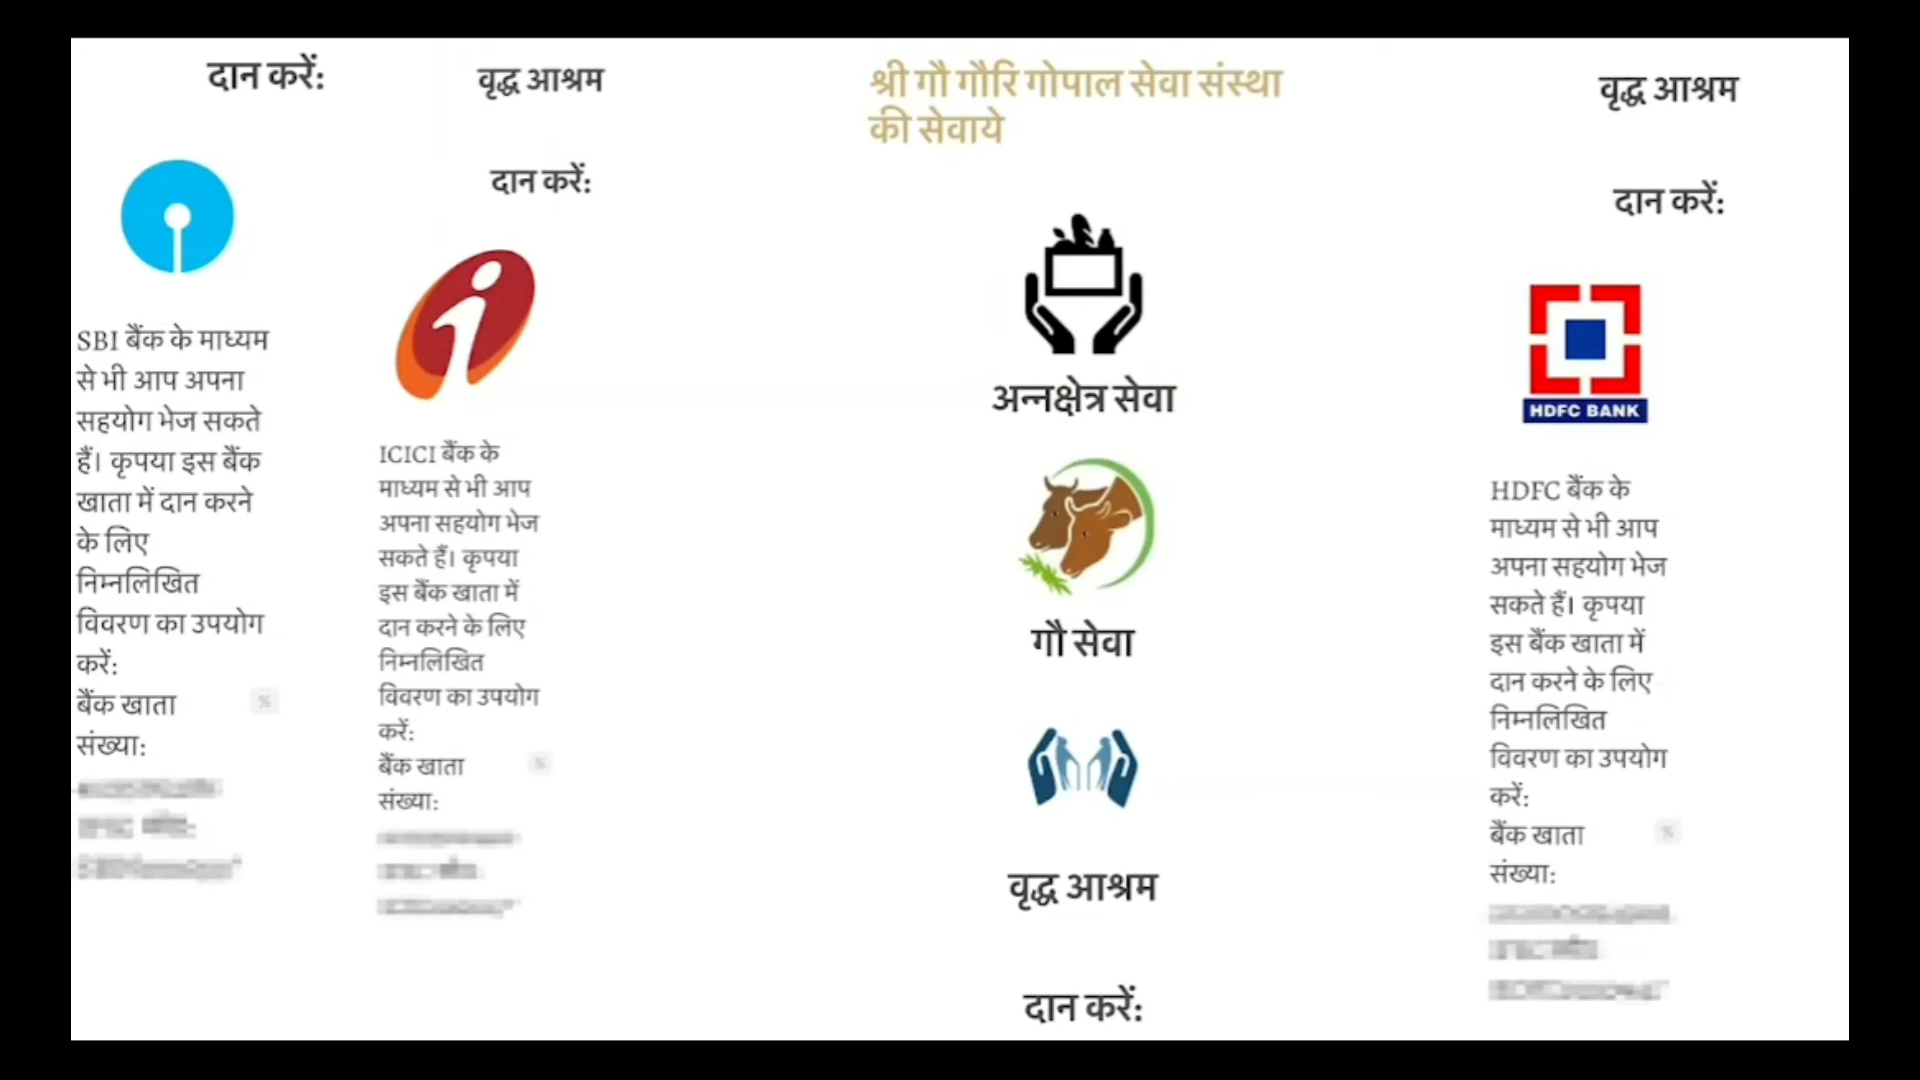 दान करें:
SBI बैंक के माध्यम
से भी आप अपना
सहयोग भेज सकते
हैं। कृपया इस बैंक
खाता में दान करने
के लिए
निम्नलिखित
विवरण का उपयोग
करें:
बैंक खाता
संख्या:
वृद्ध आश्रम
दान करें:
ICICI बैंक के
माध्यम से भी आप
अपना सहयोग भेज
सकते हैं। कृपया
इस बैंक खाता में
दान करने के लिए
निम्नलिखित
विवरण का उपयोग
करें:
बैंक खाता
संख्या:
श्री गौ गौरि गोपाल सेवा संस्था
की सेवाये
अन्नक्षेत्र सेवा
गौ सेवा
वृद्ध आश्रम
दान करें:
वृद्ध आश्रम
दान करें:
HDFC BANK
HDFC बैंक के
माध्यम से भी आप
अपना सहयोग भेज
सकते हैं। कृपया
इस बैंक खाता में
दान करने के लिए
निम्नलिखित
विवरण का उपयोग
करें:
बैंक खाता
संख्या: